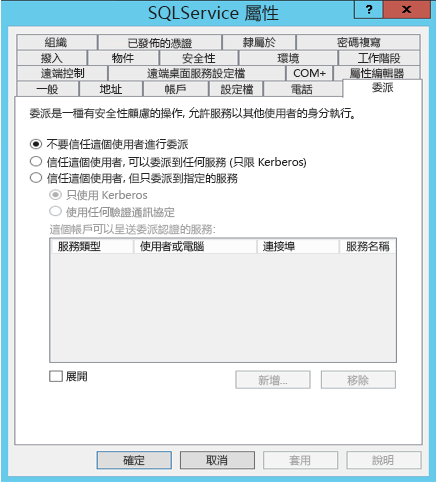 SQLService 屬性
?
x
組織 已發佈的憑證 隸屬於 密碼複寫
撥入 物件 安全性 環境 工作階段
遠端控制 遠端桌面服務設定檔 COM+ 屬性編輯器
一般 地址 帳戶 設定檔 電話 委派
委派是一種有安全性顧慮的操作, 允許服務以其他使用者的身分執行。
不要信任這個使用者進行委派
信任這個使用者, 可以委派到任何服務 (只限 Kerberos)
信任這個使用者, 但只委派到指定的服務
只使用 Kerberos
使用任何驗證通訊協定
這個帳戶可以呈送委派認證的服務:
服務類型 使用者或電腦 連接埠 服務名稱
展開 新增... 移除
確定 取消 套用 說明